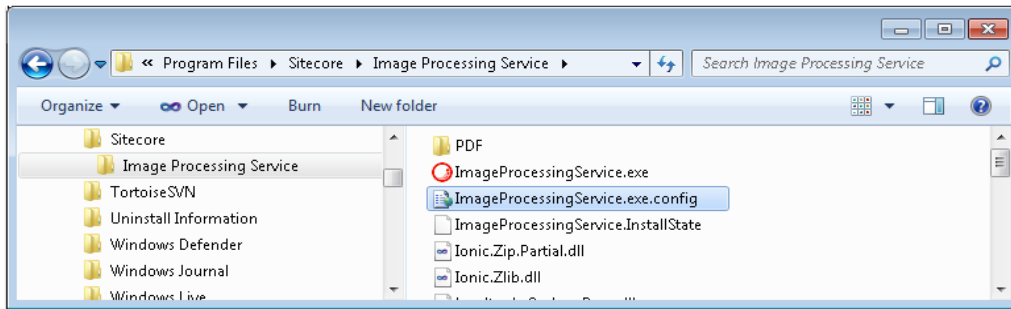 « Program Files ▸ Sitecore ▸ Image Processing Service ▸
Search Image Processing Service
Organize ▾ Open ▾ Burn New folder
Sitecore
Image Processing Service
TortoiseSVN
Uninstall Information
Windows Defender
Windows Journal
Windows Live
PDF
ImageProcessingService.exe
ImageProcessingService.exe.config
ImageProcessingService.InstallState
Ionic.Zip.Partial.dll
Ionic.Zlib.dll